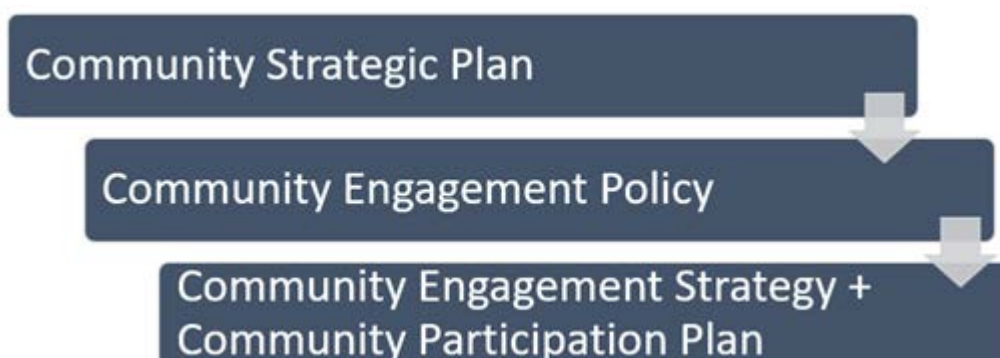 Community Strategic Plan
Community Engagement Policy
Community Engagement Strategy +
Community Participation Plan